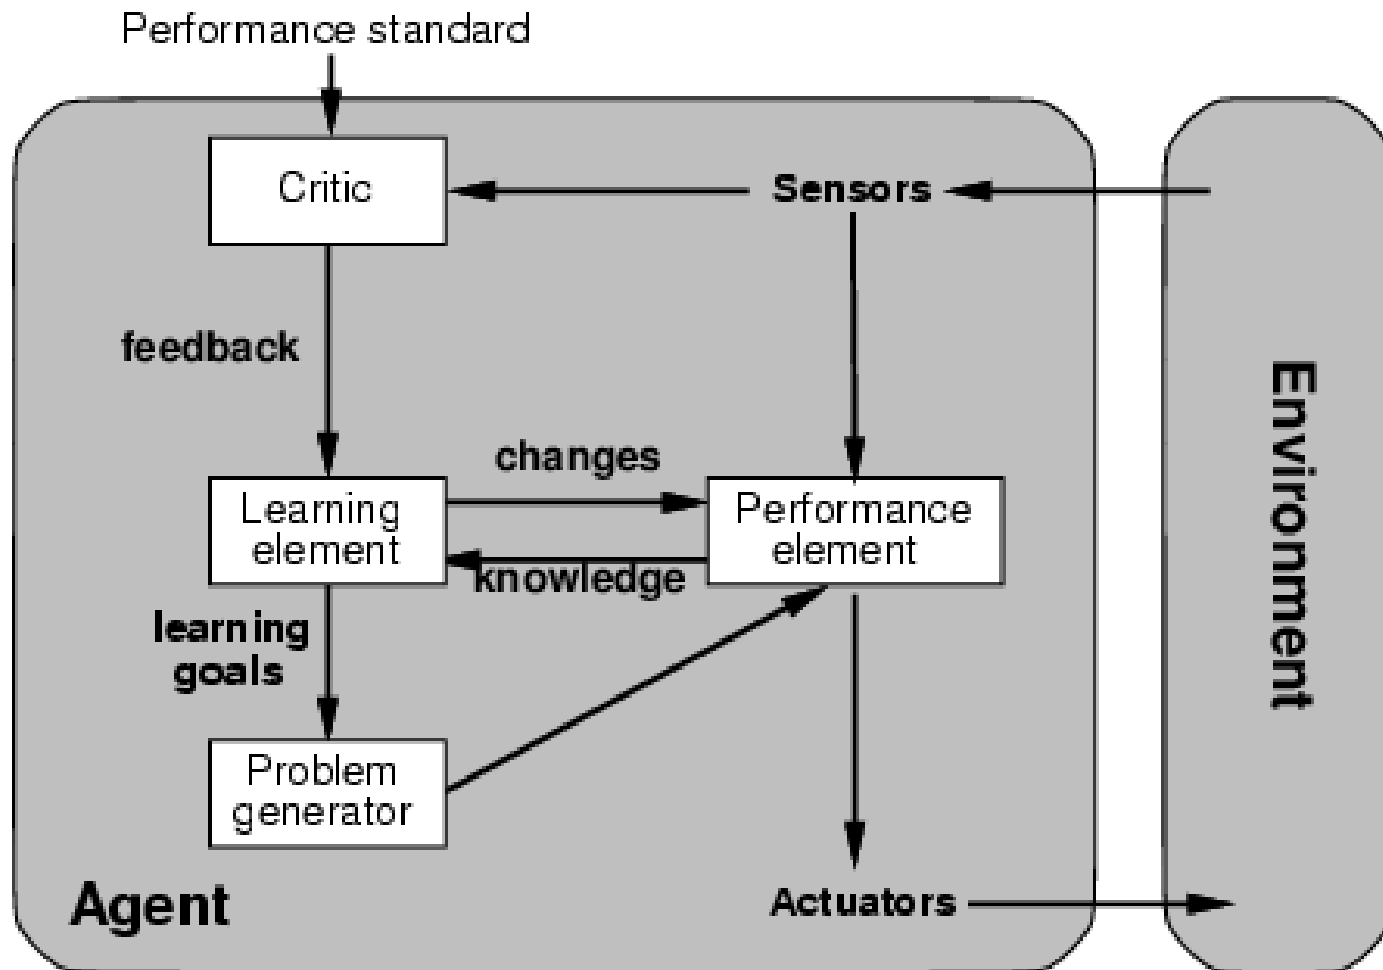 Performance standard
Critic
Sensors
feedback
changes
Learning
element
Performance
element
knowledge
learning
goals
Problem
generator
Agent
Actuators
Environment